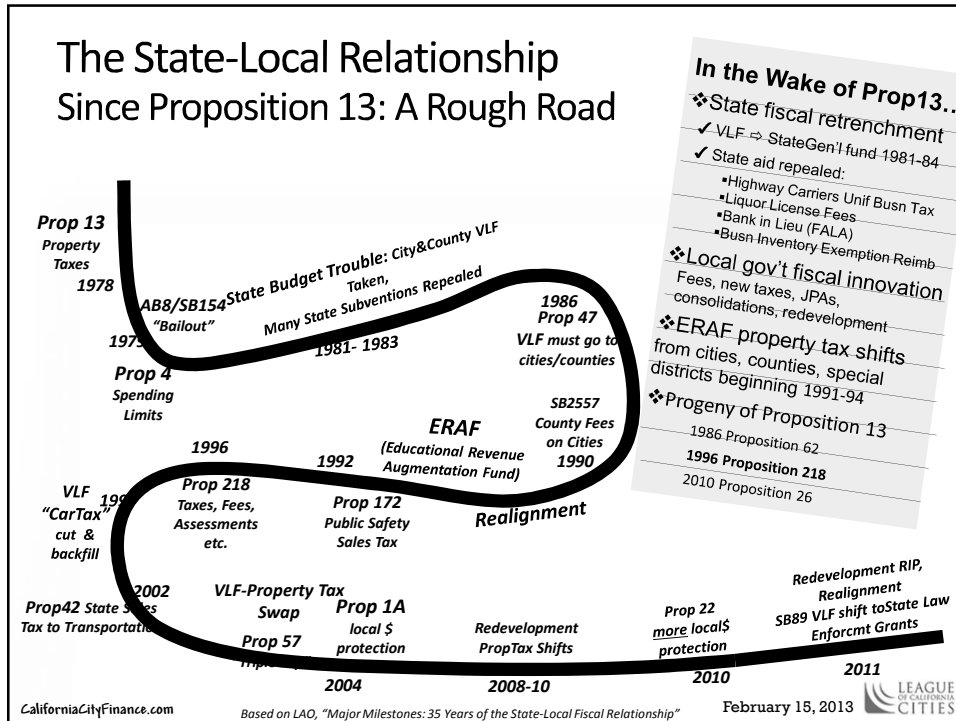 The State-Local Relationship
Since Proposition 13: A Rough Road
In the Wake of Prop13…
❖State fiscal retrenchment
✓ VLF ⇨ StateGen'l fund 1981-84
✓ State aid repealed:
▪Highway Carriers Unif Busn Tax
▪Liquor License Fees
▪Bank in Lieu (FALA)
▪Busn Inventory Exemption Reimb
❖Local gov't fiscal innovation
Fees, new taxes, JPAs,
consolidations, redevelopment
❖ERAF property tax shifts
from cities, counties, special
districts beginning 1991-94
❖Progeny of Proposition 13
1986 Proposition 62
1996 Proposition 218
2010 Proposition 26
Prop 13
Property
Taxes
1978
AB8/SB154
"Bailout"
Prop 4
Spending
Limits
State Budget Trouble: City&County VLF
Taken,
Many State Subventions Repealed
1981- 1983
1986
Prop 47
VLF must go to
cities/counties
SB2557
County Fees
on Cities
1990
Realignment
ERAF
(Educational Revenue
Augmentation Fund)
1992
Prop 172
Public Safety
Sales Tax
1996
Prop 218
Taxes, Fees,
Assessments
etc.
VLF
"CarTax"
cut &
backfill
2002
Prop42 State Sales
Tax to Transportation
VLF-Property Tax
Swap
Prop 57
Prop 1A
local $
protection
2004
Redevelopment
PropTax Shifts
2008-10
Prop 22
more local$
protection
2010
Redevelopment RIP,
Realignment
SB89 VLF shift toState Law
Enforcmt Grants
2011
CaliforniaCityFinance.com
Based on LAO, "Major Milestones: 35 Years of the State-Local Fiscal Relationship"
February 15, 2013
LEAGUE
OF CALIFORNIA
CITIES